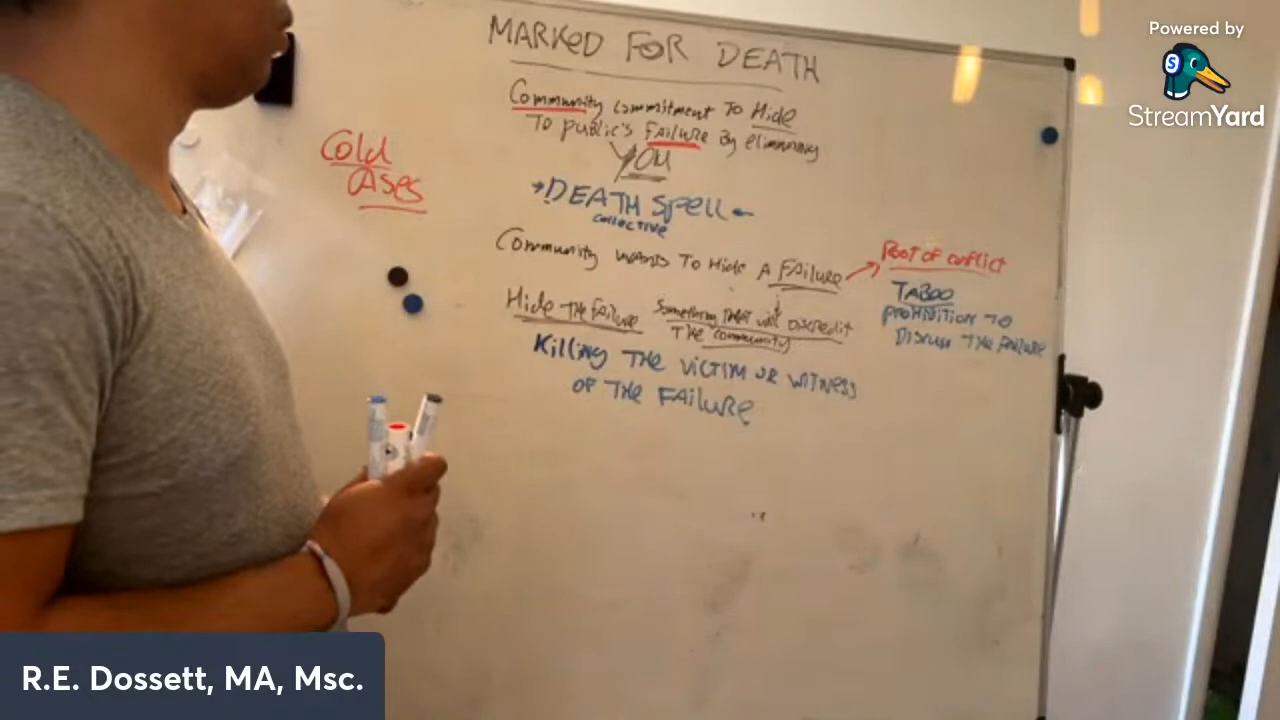 MARKED FOR DEATH
Community commitment To Hide
To public's FAILURE By elimining
YOU
DEATH Spell
collective
Cold
CASES
Community wants To Hide A FAILURE
Root of conflict
TABOO
proHIBITION TO
Discuss THE FAILURE
Hide THE FAILURE
Something THAT will Discredit
THE community
Killing THE VICTIM OR WITNESS
OF THE FAILURE
Powered by
StreamYard
R.E. Dossett, MA, Msc.